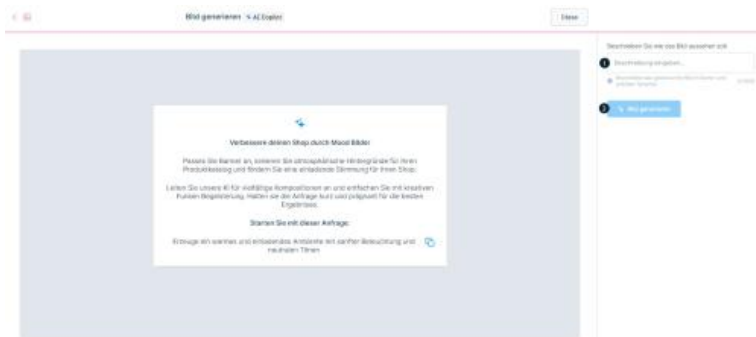 Bild generieren AI Copilot
Beschreiben Sie wie das Bild aussehen soll
1 Beschreibung eingeben...
2 Bild generieren
Verbessere deinen Shop durch Mood Bilder
Passen Sie Banner an, kreieren Sie atmosphärische Hintergründe für Ihren
Produktkatalog und fördern Sie eine einladende Stimmung für Ihren Shop.
Leiten Sie unsere KI für vielfältige Kompositionen an und entfachen Sie mit kreativen
Funken Begeisterung. Halten sie die Anfrage kurz und prägnant für die besten
Ergebnisse.
Starten Sie mit dieser Anfrage:
Erzeuge ein warmes und einladendes Ambiente mit sanfter Beleuchtung und
neutralen Tönen